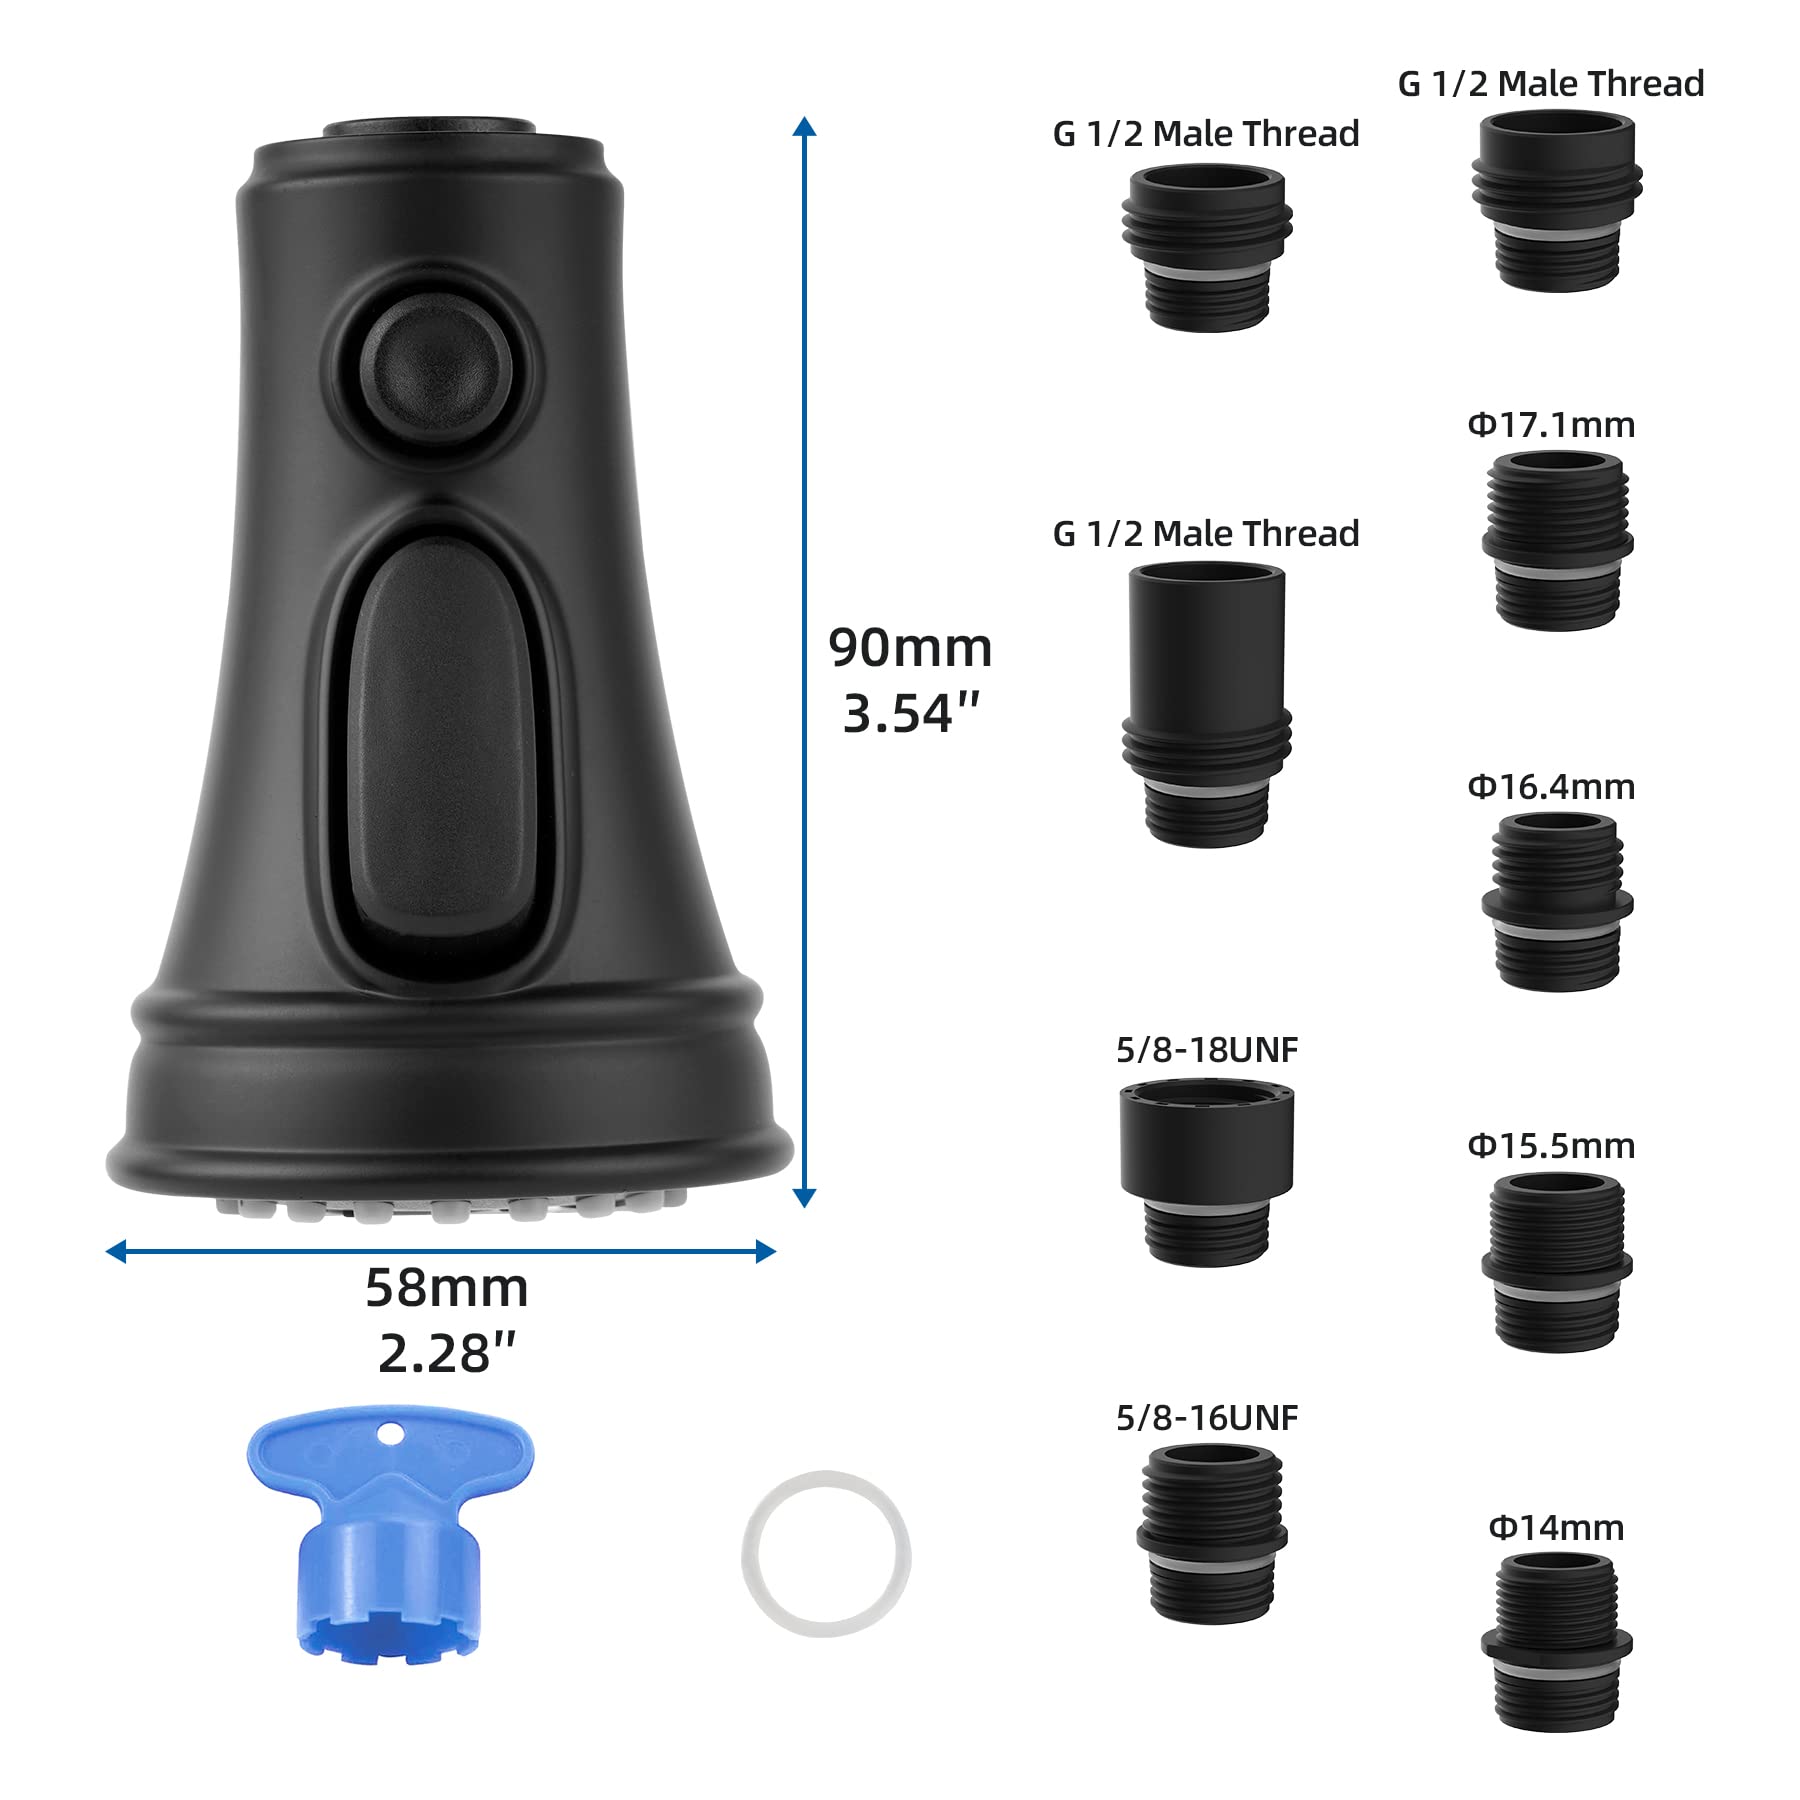 G 1/2 Male Thread
G 1/2 Male Thread
Φ17.1mm
G 1/2 Male Thread
90mm
3.54"
Φ16.4mm
5/8-18UNF
Φ15.5mm
58mm
2.28"
5/8-16UNF
Φ14mm